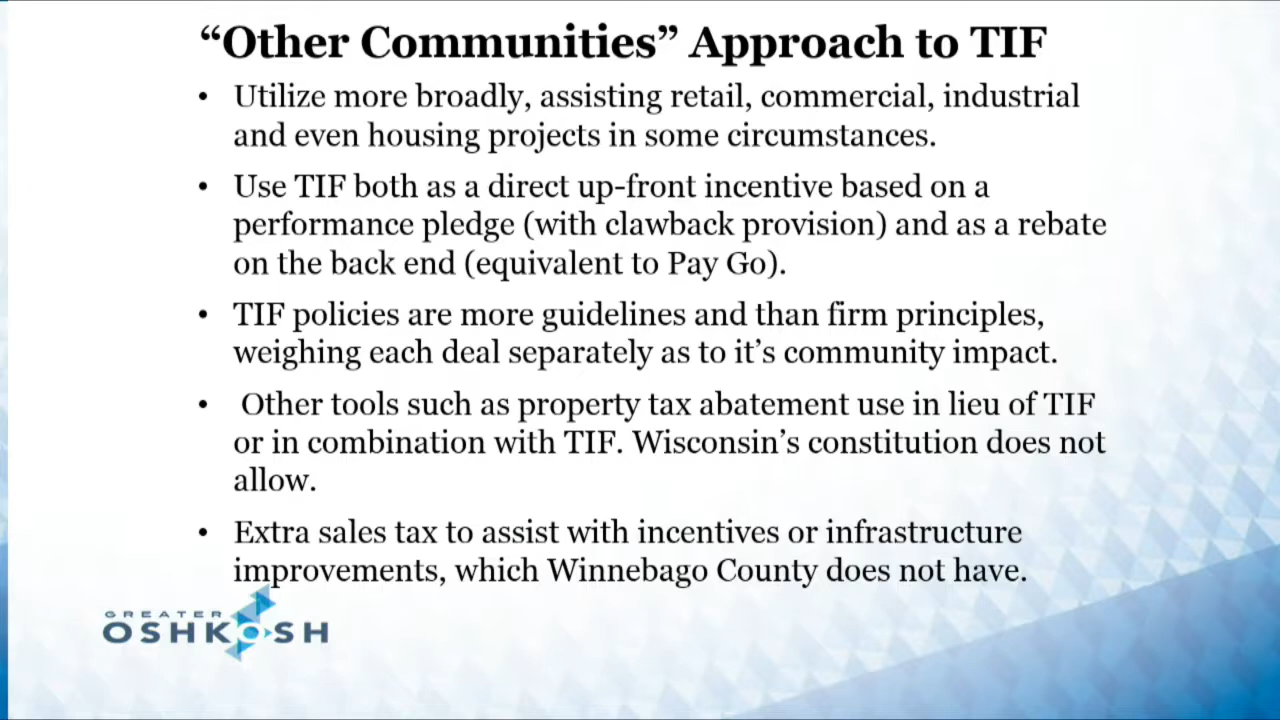 “Other Communities” Approach to TIF
• Utilize more broadly, assisting retail, commercial, industrial
and even housing projects in some circumstances.
• Use TIF both as a direct up-front incentive based on a
performance pledge (with clawback provision) and as a rebate
on the back end (equivalent to Pay Go).
• TIF policies are more guidelines and than firm principles,
weighing each deal separately as to it’s community impact.
• Other tools such as property tax abatement use in lieu of TIF
or in combination with TIF. Wisconsin’s constitution does not
allow.
• Extra sales tax to assist with incentives or infrastructure
improvements, which Winnebago County does not have.
GREATER
OSHKOSH